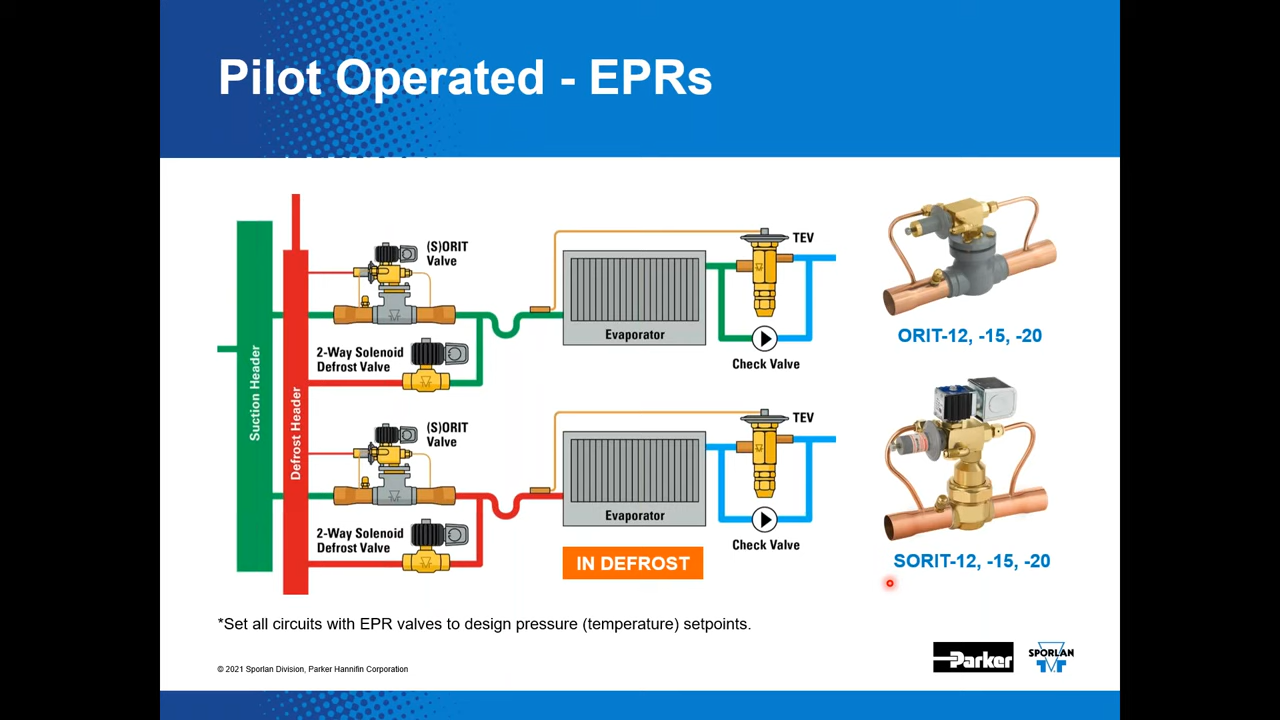 Pilot Operated - EPRs
(S)ORIT
Valve
TEV
2-Way Solenoid
Defrost Valve
Evaporator
Check Valve
Suction Header
Defrost Header
(S)ORIT
Valve
TEV
2-Way Solenoid
Defrost Valve
Evaporator
Check Valve
IN DEFROST
ORIT-12, -15, -20
SORIT-12, -15, -20
*Set all circuits with EPR valves to design pressure (temperature) setpoints.
© 2021 Sporlan Division, Parker Hannifin Corporation
Parker
SPORLAN